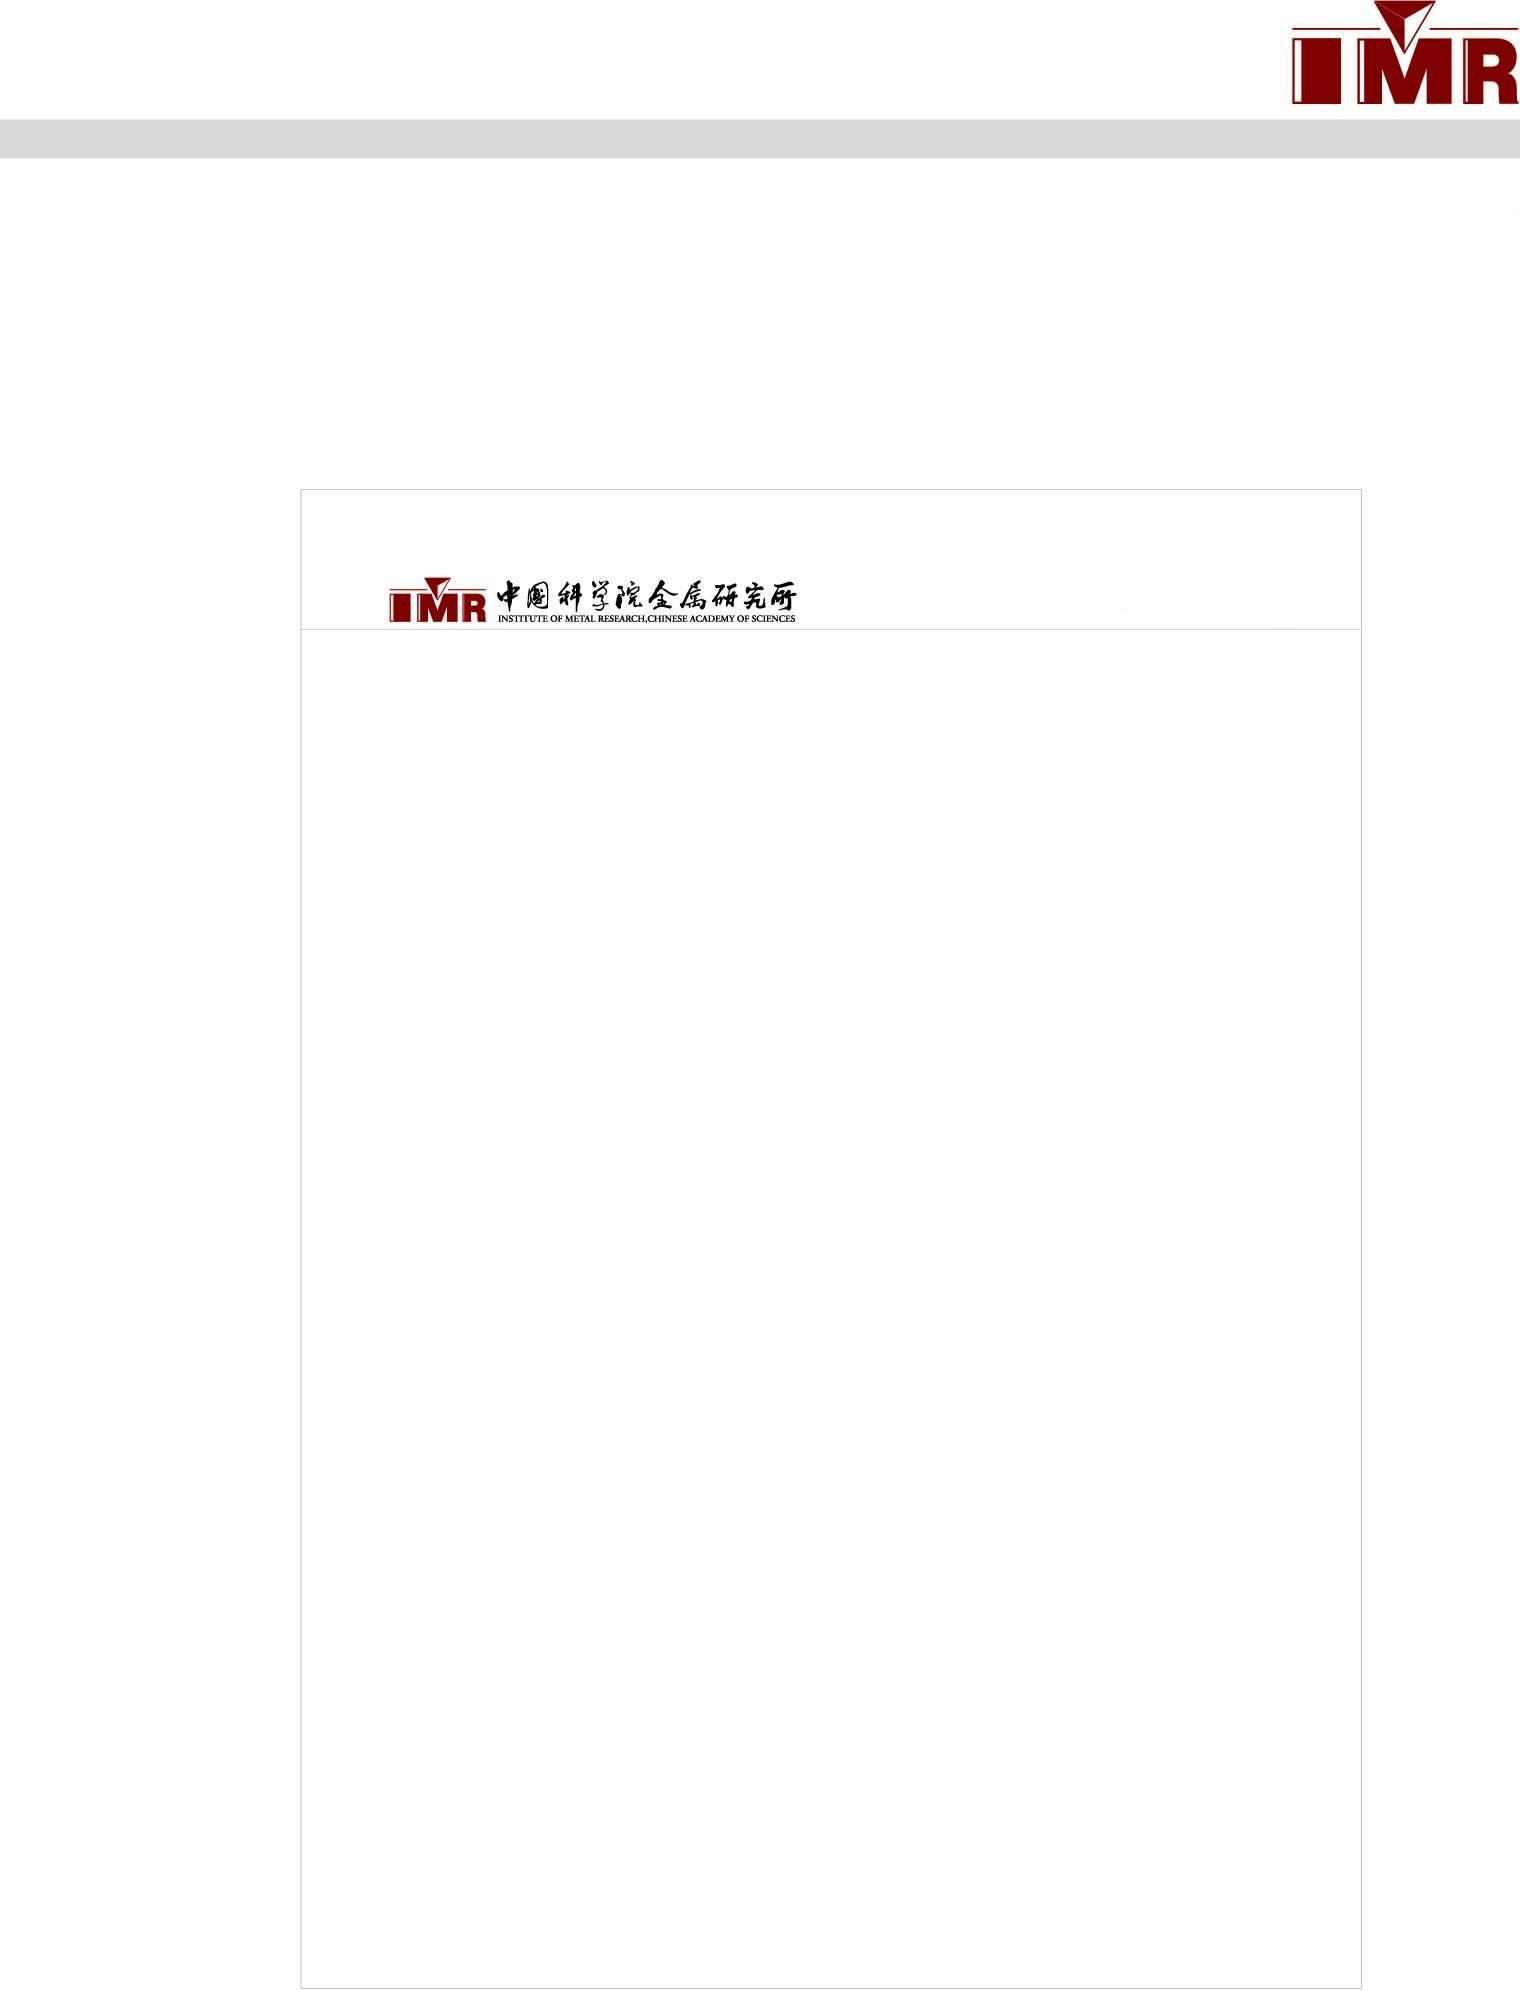 IMR
IMR 中國科学院金属研究所
INSTITUTE OF METAL RESEARCH,CHINESE ACADEMY OF SCIENCES